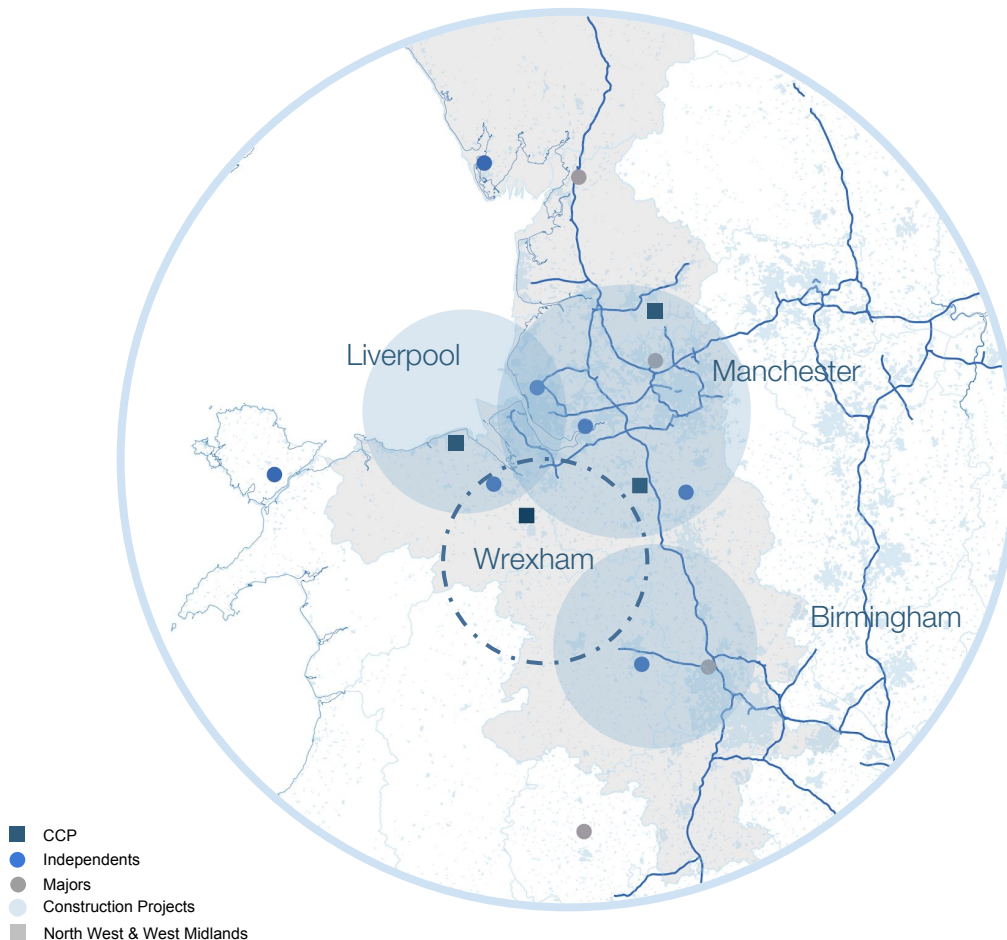 Liverpool
Manchester
Wrexham
Birmingham
CCP
Independents
Majors
Construction Projects
North West & West Midlands